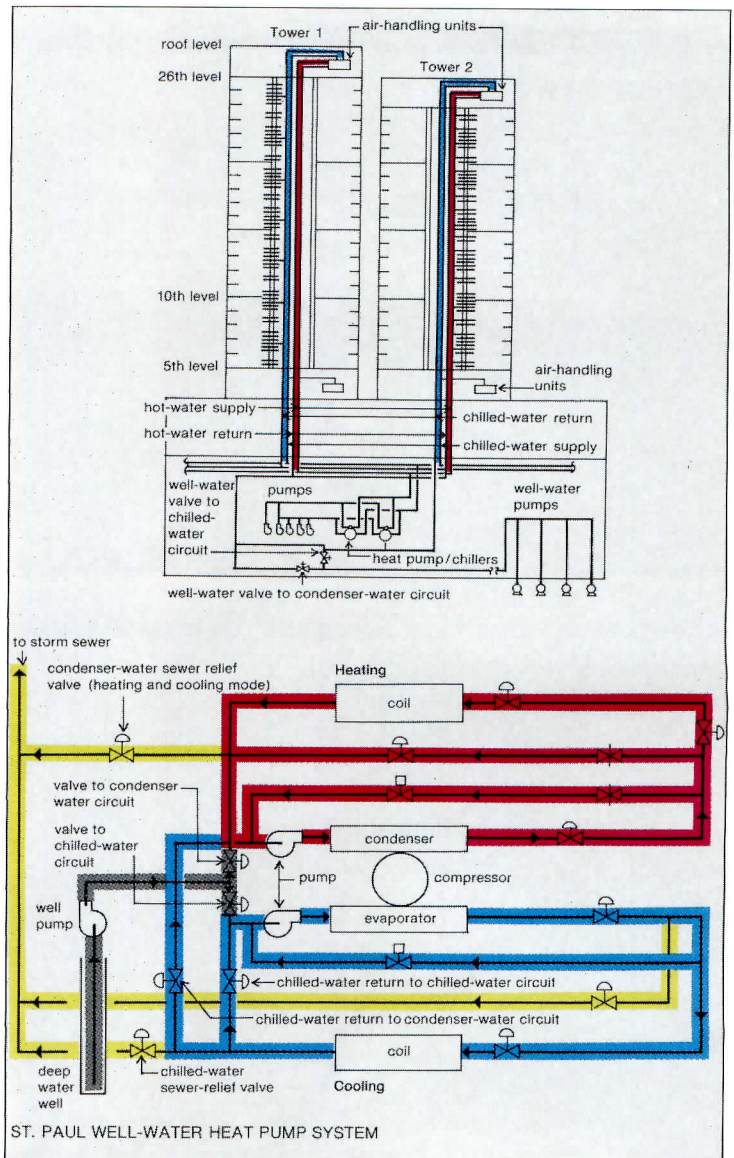 air-handling units
Tower 1
roof level
26th level
Tower 2
10th level
5th level
air-handling
units
hot-water supply
chilled-water return
hot-water return
chilled-water supply
well-water
valve to
chilled-
water
circuit
pumps
well-water
pumps
heat pump/chillers
well-water valve to condenser-water circuit
to storm sewer
condenser-water sewer relief
valve (heating and cooling mode)
Heating
coil
valve to condenser
water circuit
condenser
valve to
chilled-water
circuit
pump
compressor
well
pump
evaporator
chilled-water return to chilled-water circuit
chilled-water return to condenser-water circuit
coil
deep
water
well
chilled-water
sewer-relief valve
Cooling
ST. PAUL WELL-WATER HEAT PUMP SYSTEM